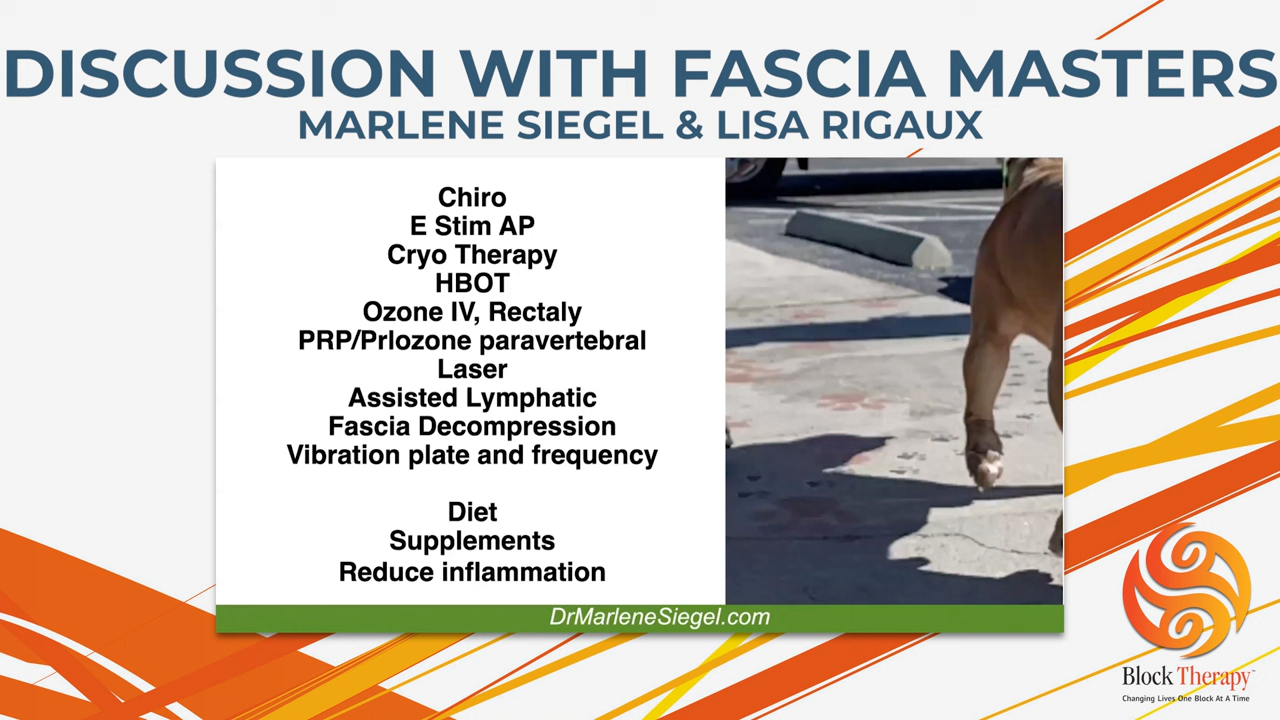 DISCUSSION WITH FASCIA MASTERS
MARLENE SIEGEL & LISA RIGAUX
Chiro
E Stim AP
Cryo Therapy
HBOT
Ozone IV, Rectaly
PRP/Prlozone paravertebral
Laser
Assisted Lymphatic
Fascia Decompression
Vibration plate and frequency
Diet
Supplements
Reduce inflammation
DrMarleneSiegel.com
Block Therapy
Changing Lives One Block At A Time